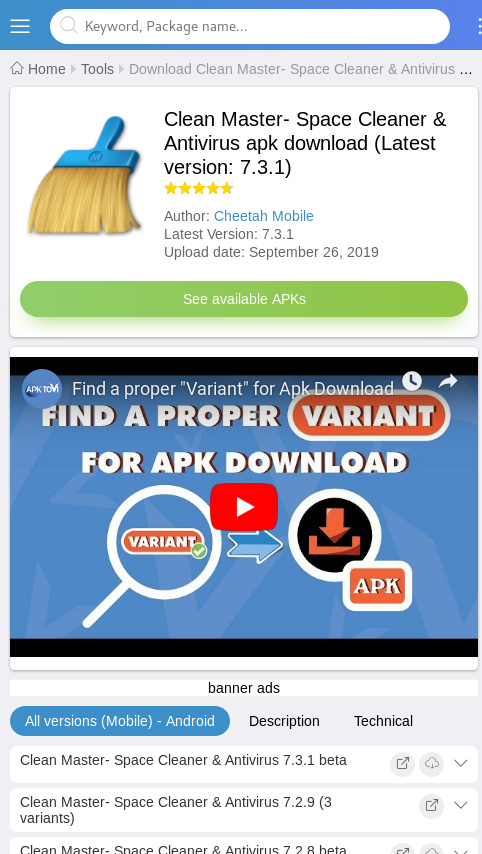 Keyword, Package name...
Home Tools Download Clean Master- Space Cleaner & Antivirus ...
Clean Master- Space Cleaner &
Antivirus apk download (Latest
version: 7.3.1)
Author: Cheetah Mobile
Latest Version: 7.3.1
Upload date: September 26, 2019
See available APKs
Find a proper "Variant" for Apk Download
FIND A PROPER VARIANT
FOR APK DOWNLOAD
VARIANT
APK
banner ads
All versions (Mobile) - Android Description Technical
Clean Master- Space Cleaner & Antivirus 7.3.1 beta
Clean Master- Space Cleaner & Antivirus 7.2.9 (3
variants)
Clean Master- Space Cleaner & Antivirus 7.2.8 beta